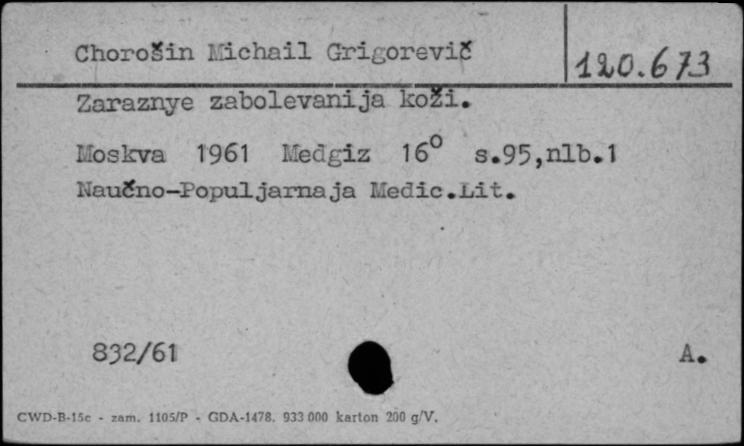 Chorošin Michail Grigorevič
120.673
Zaraznye zabolevanija koži.
Moskva 1961 Medgiz 16° s.95,nlb.1
Naučno-Populjarnaja Medic.Lit.
832/61
A.
CWD-B-15c - zam. 1105/P - GDA-1478. 933 000 karton 200 g/V.